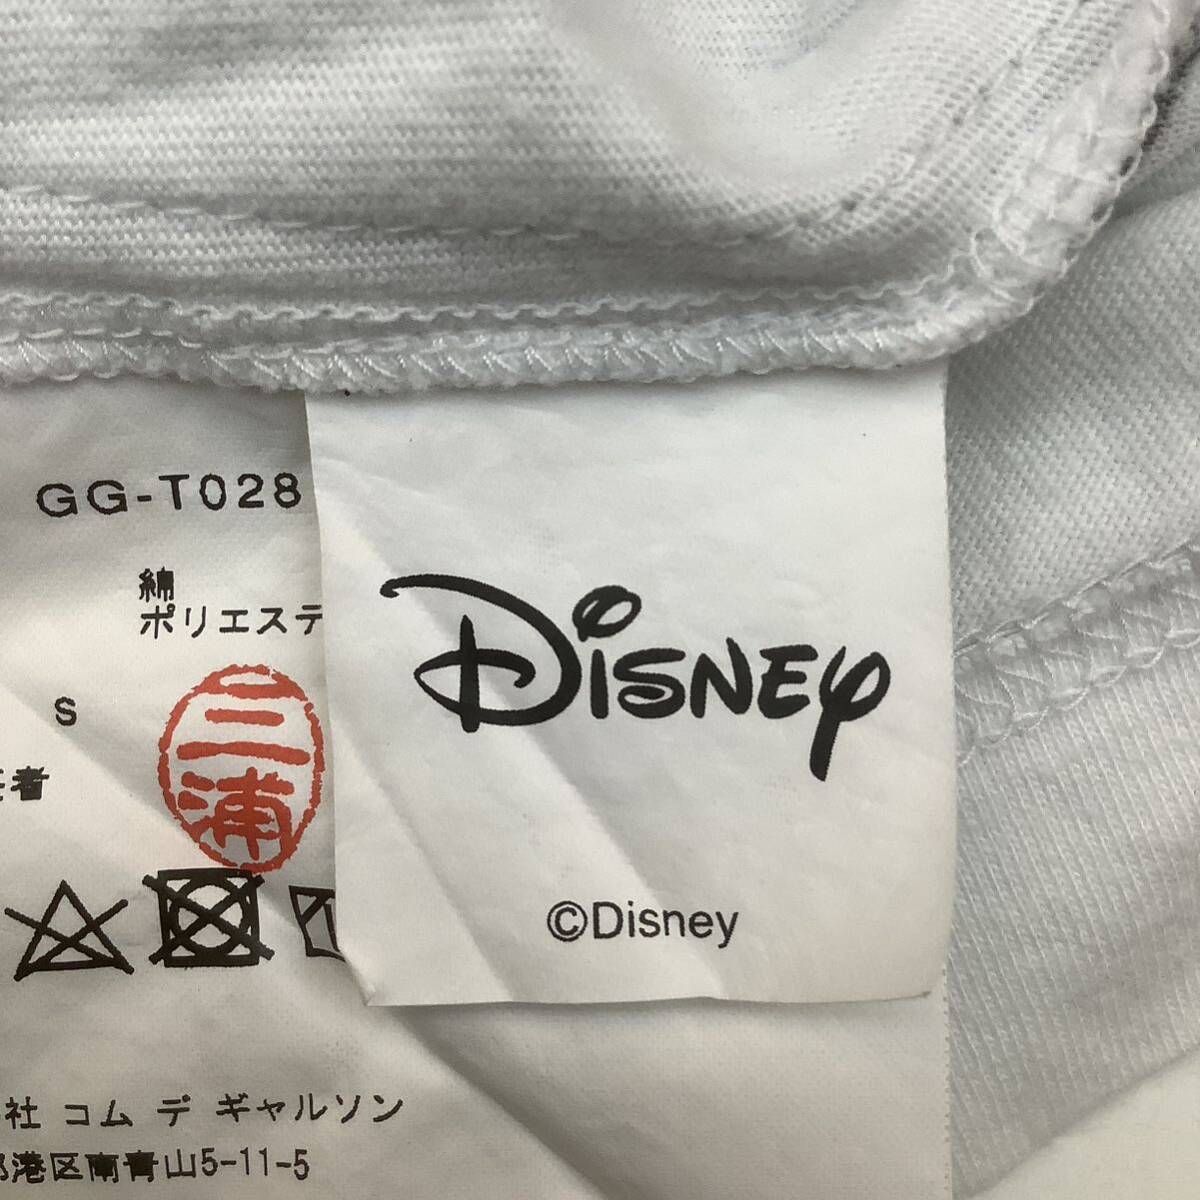 GG-T028
綿
ポリエステ
S
者
三浦
Disney
©Disney
社 コム デ ギャルソン
港区南青山5-11-5